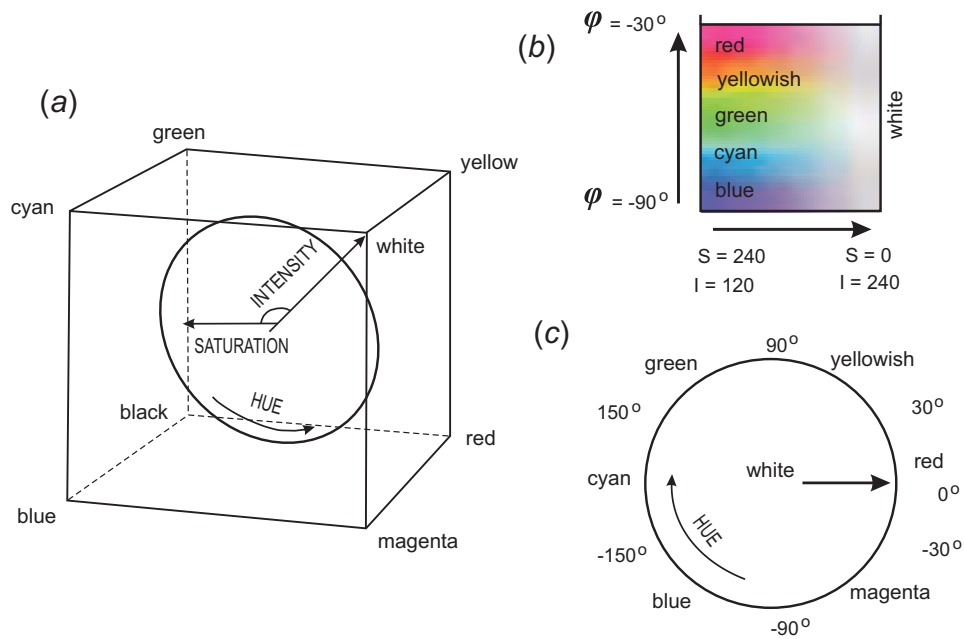 (a)
green
yellow
cyan
white
INTENSITY
SATURATION
HUE
black
red
blue
magenta
(b)
φ = -30°
red
yellowish
green
cyan
blue
white
φ = -90°
S = 240 S = 0
I = 120 I = 240
(c)
90°
green yellowish
150° 30°
cyan white red
0°
HUE
-150° -30°
blue magenta
-90°